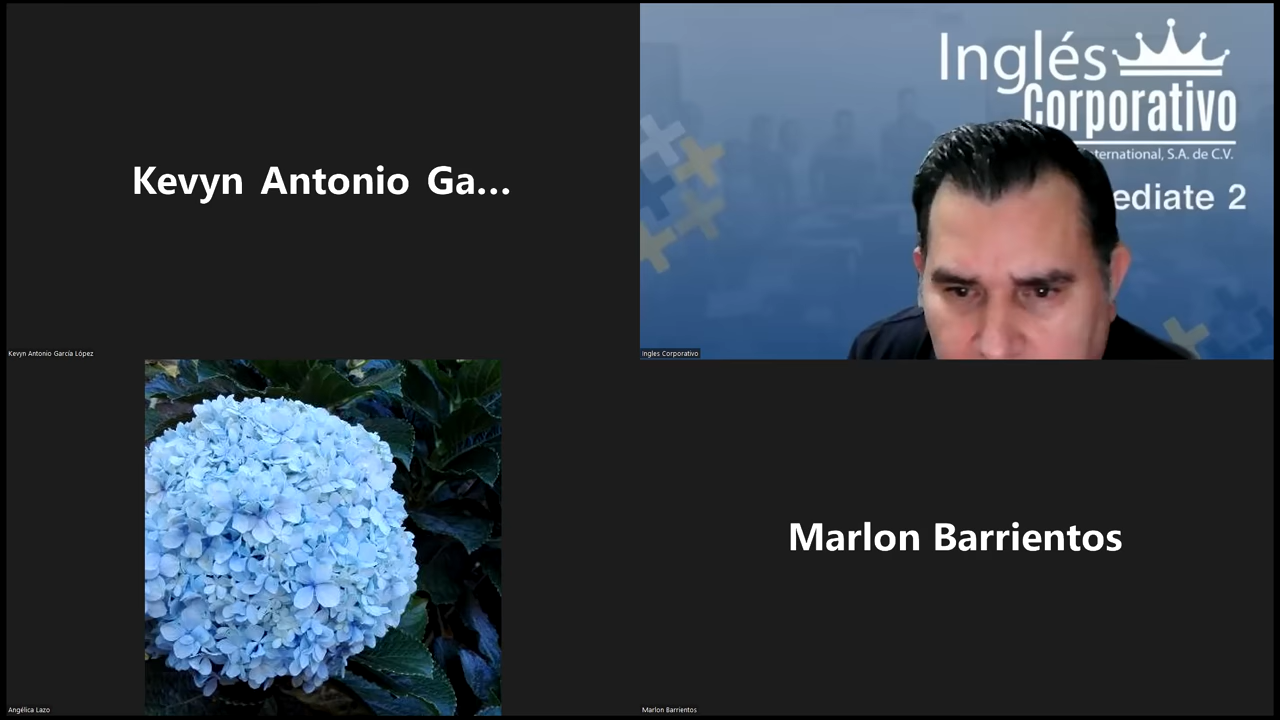 Kevyn Antonio Ga...
Kevyn Antonio García López
Inglés
Corporativo
ternational, S.A. de C.V.
ediate 2
Ingles Corporativo
Angélica Lazo
Marlon Barrientos
Marlon Barrientos